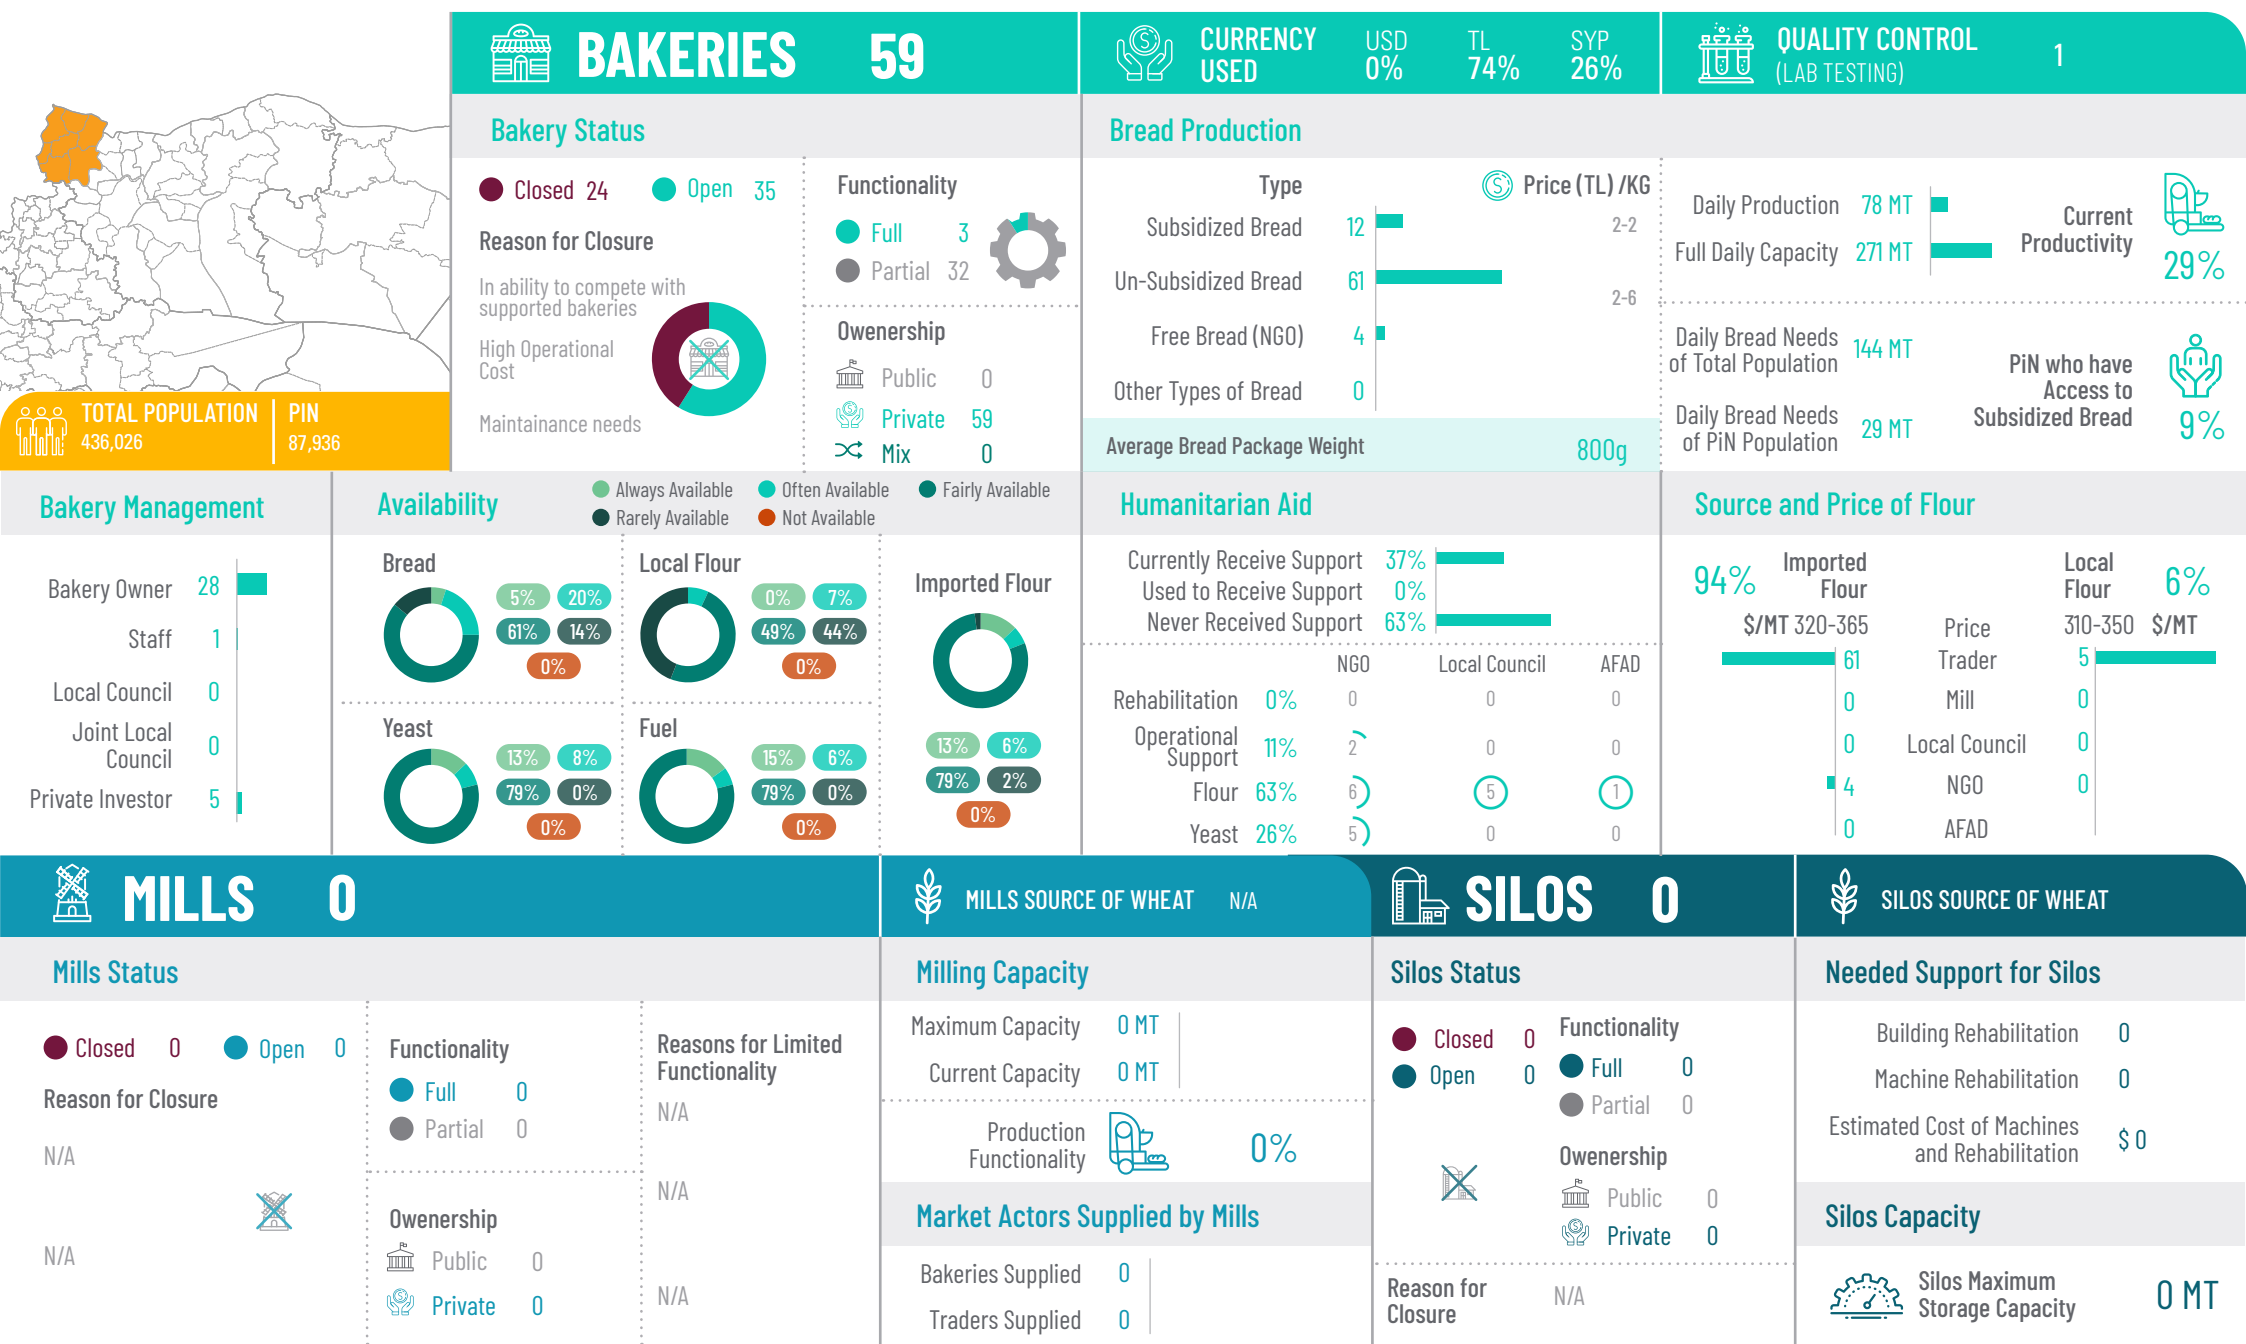 BAKERIES 59
CURRENCY USED
USD 0%
TL 74%
SYP 26%
QUALITY CONTROL
(LAB TESTING)
1
TOTAL POPULATION
436,026
PIN
87,936
Bakery Status
Closed 24
Open 35
Reason for Closure
In ability to compete with
supported bakeries
High Operational
Cost
Maintainance needs
Functionality
Full 3
Partial 32
Owenership
Public 0
Private 59
Mix 0
Bread Production
Type
Price (TL) /KG
Subsidized Bread 12 2-2
Un-Subsidized Bread 61 2-6
Free Bread (NGO) 4
Other Types of Bread 0
Average Bread Package Weight 800g
Daily Production 78 MT
Full Daily Capacity 271 MT
Current
Productivity
29%
Daily Bread Needs
of Total Population
144 MT
Daily Bread Needs
of PiN Population
29 MT
PiN who have
Access to
Subsidized Bread
9%
Bakery Management
Bakery Owner 28
Staff 1
Local Council 0
Joint Local
Council
0
Private Investor 5
Availability
Always Available
Often Available
Fairly Available
Rarely Available
Not Available
Bread
5% 20%
61% 14%
0%
Local Flour
0% 7%
49% 44%
0%
Imported Flour
13% 6%
79% 2%
0%
Yeast
13% 8%
79% 0%
0%
Fuel
15% 6%
79% 0%
0%
Humanitarian Aid
Currently Receive Support 37%
Used to Receive Support 0%
Never Received Support 63%
NGO Local Council AFAD
Rehabilitation 0% 0 0 0
Operational
Support
11% 2 0 0
Flour 63% 6 5 1
Yeast 26% 5 0 0
Source and Price of Flour
94%
Imported
Flour
Local
Flour
6%
$/MT 320-365 Price 310-350 $/MT
61 Trader 5
0 Mill 0
0 Local Council 0
4 NGO 0
0 AFAD
MILLS 0
MILLS SOURCE OF WHEAT N/A
SILOS 0
SILOS SOURCE OF WHEAT
Mills Status
Closed 0
Open 0
Reason for Closure
N/A
N/A
Functionality
Full 0
Partial 0
Owenership
Public 0
Private 0
Reasons for Limited
Functionality
N/A
N/A
N/A
Milling Capacity
Maximum Capacity 0 MT
Current Capacity 0 MT
Production
Functionality
0%
Market Actors Supplied by Mills
Bakeries Supplied 0
Traders Supplied 0
Silos Status
Closed 0
Open 0
Functionality
Full 0
Partial 0
Owenership
Public 0
Private 0
Reason for
Closure
N/A
Needed Support for Silos
Building Rehabilitation 0
Machine Rehabilitation 0
Estimated Cost of Machines
and Rehabilitation
$ 0
Silos Capacity
Silos Maximum
Storage Capacity
0 MT